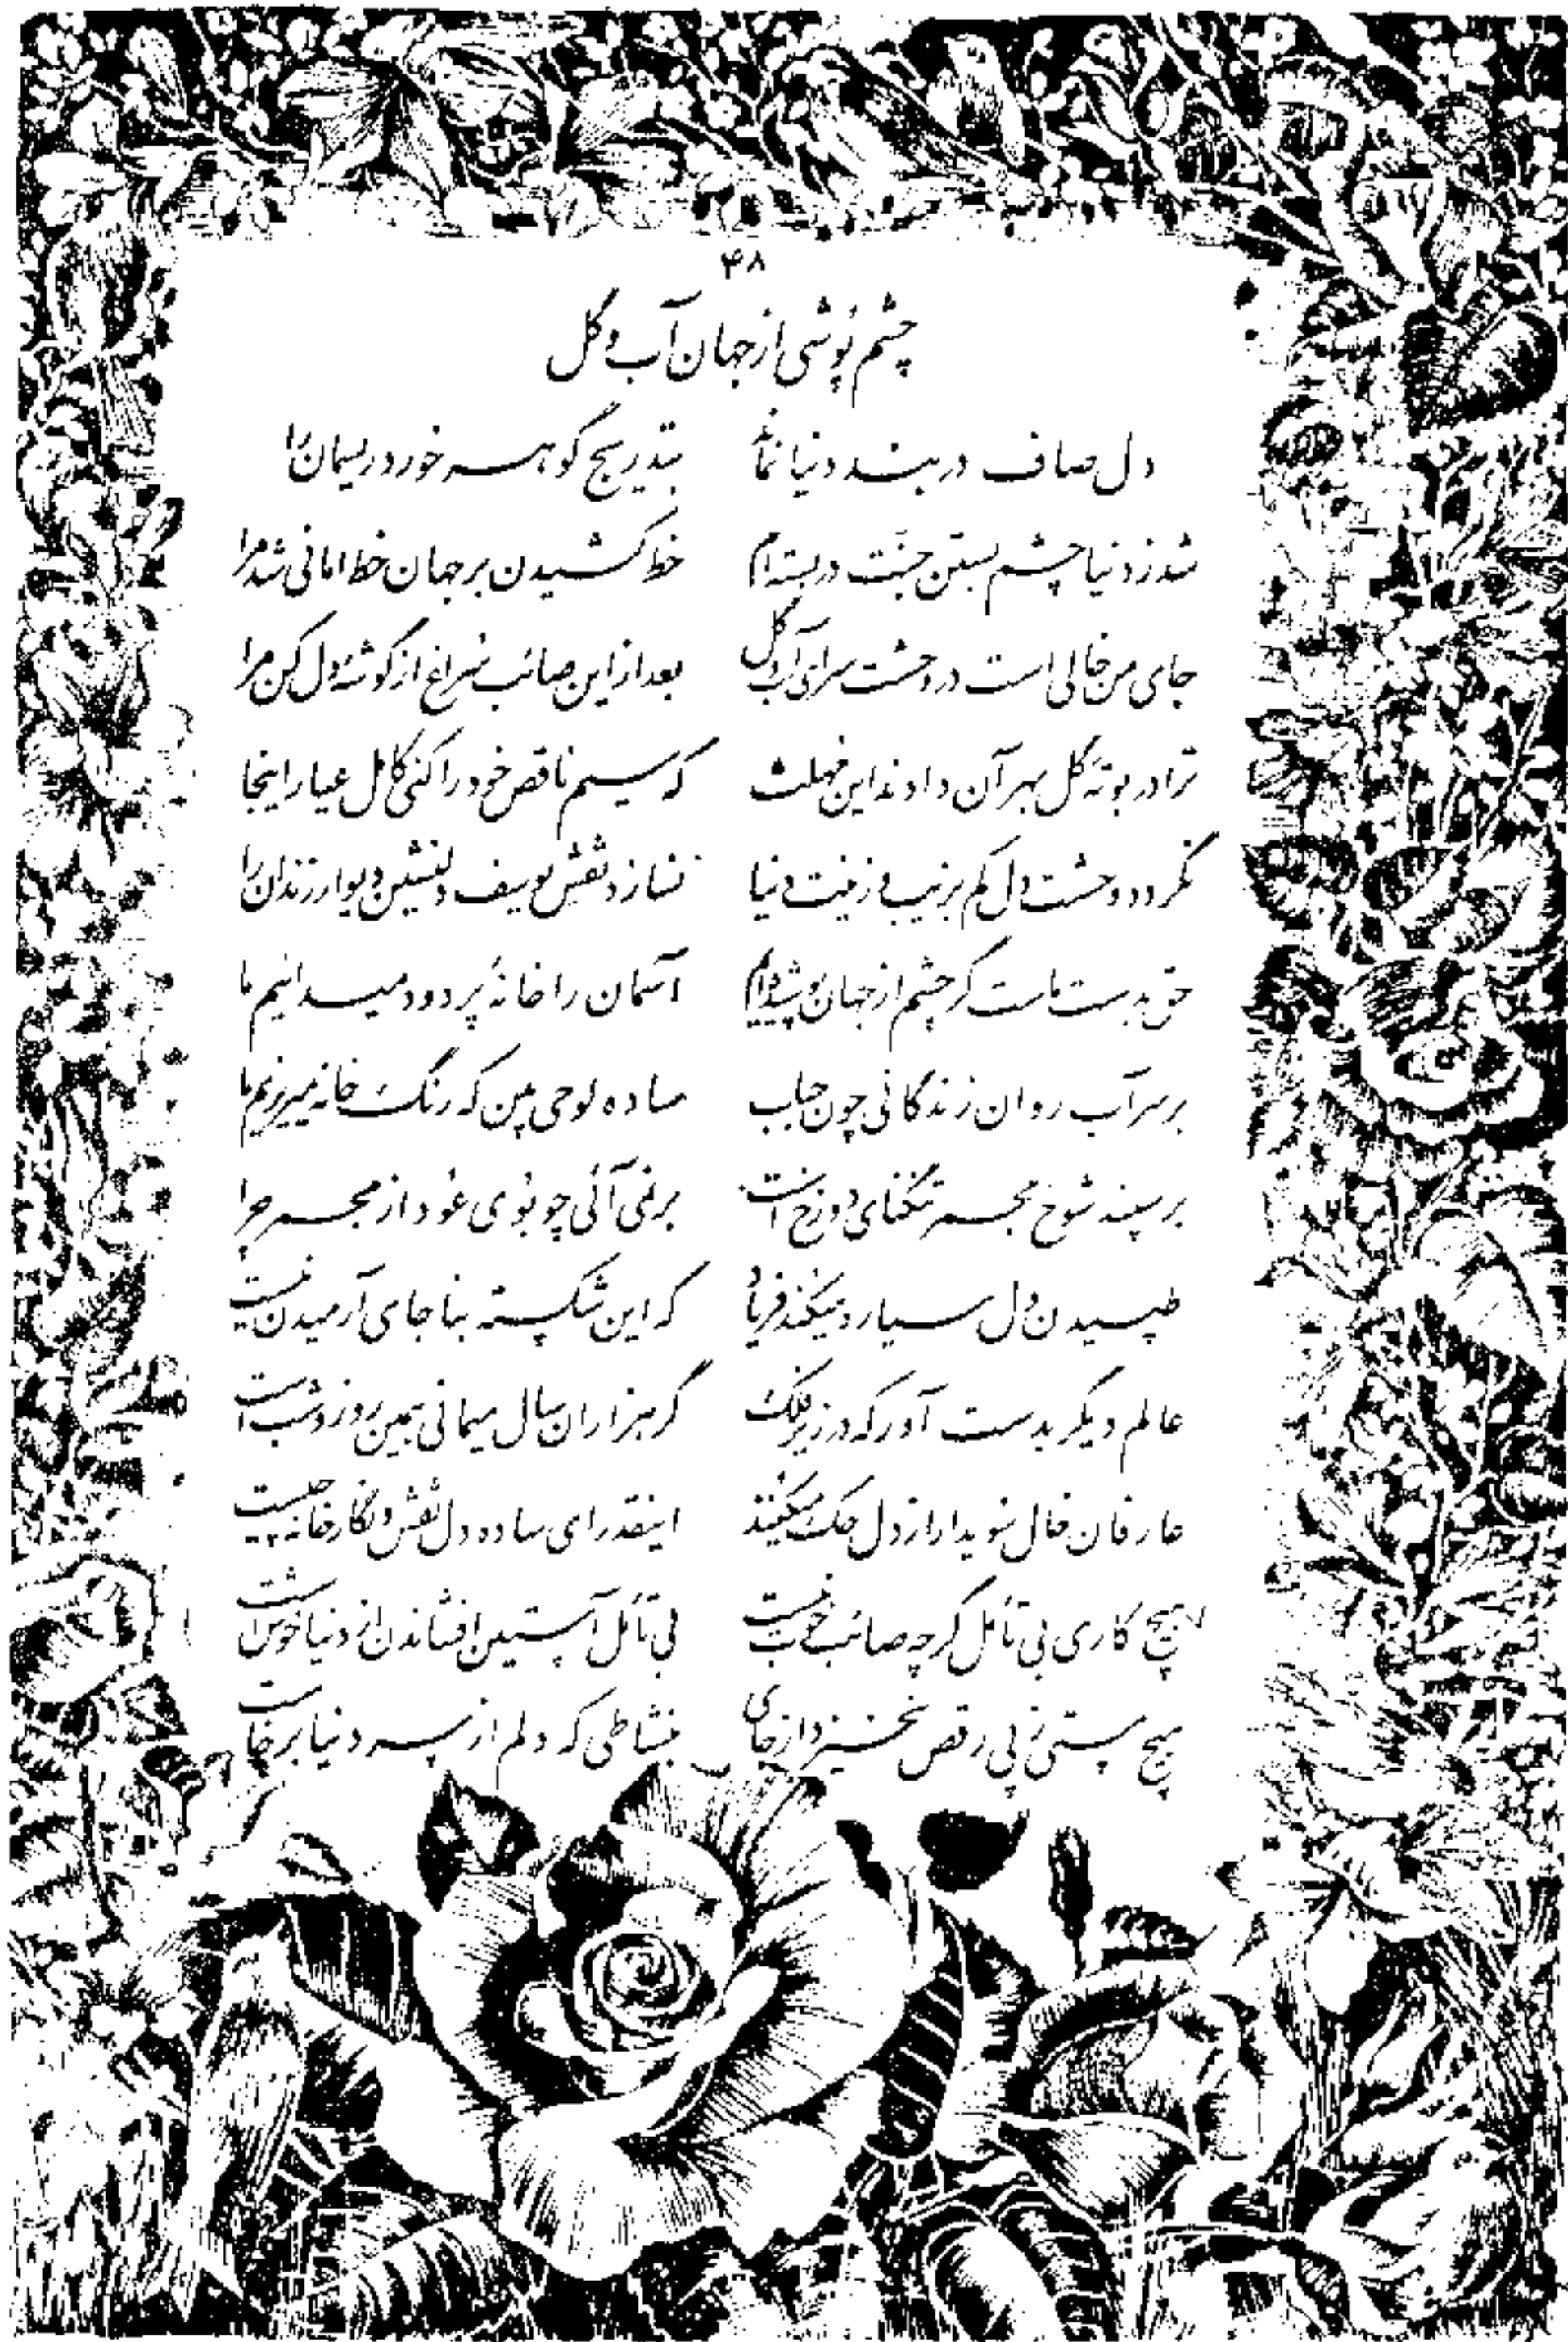 ۴۸
چشم پوشی از جهان آب و گل
دل صاف در بند دنیا نماند بتدریج گوهر خورد ریسمان را
شد ز دنیا چشم بستن جنت در بسته‌ام خط کشیدن بر جهان خط امانی شد مرا
جای من خالی است در وحشت سرای آب و گل بعد از این صائب سراغ از گوشهٔ دل کن مرا
ترا در بوتهٔ گل بهر آن دادند این مهلت که سیم ناقص خود را کنی کامل عیار اینجا
نگردد وحشت دل کم بزیب و زینت دنیا نسازد نقش یوسف دلنشین دیوار زندان را
حق بدست ماست گر چشم از جهان پوشیده‌ایم آسمان را خانهٔ پر دود میدانیم ما
بر سر آب روان زندگانی چون حباب ساده لوحی بین که رنگ خانه میریزیم ما
بر سپند شوخ مجمر تنگنای دوزخ است بر نمی آئی چو بوی عود از مجمر چرا
طپیدن دل سیاره میکند فریاد که این شکسته بنا جای آرمیدن نیست
عالم دیگر بدست آور که در زیر فلک گر هزاران سال میمانی همین روز و شب است
عارفان خال سویدا را ز دل حک میکنند اینقدر ای ساده دل نقش و نگار خانه چیست
هیچ کاری بی تأمل گرچه صائب خوب نیست بی تأمل آستین افشاندن از دنیا خوش است
هیچ مستی ز پی رقص نخیزد از جای بنشاطی که دلم از سر دنیا برخاست